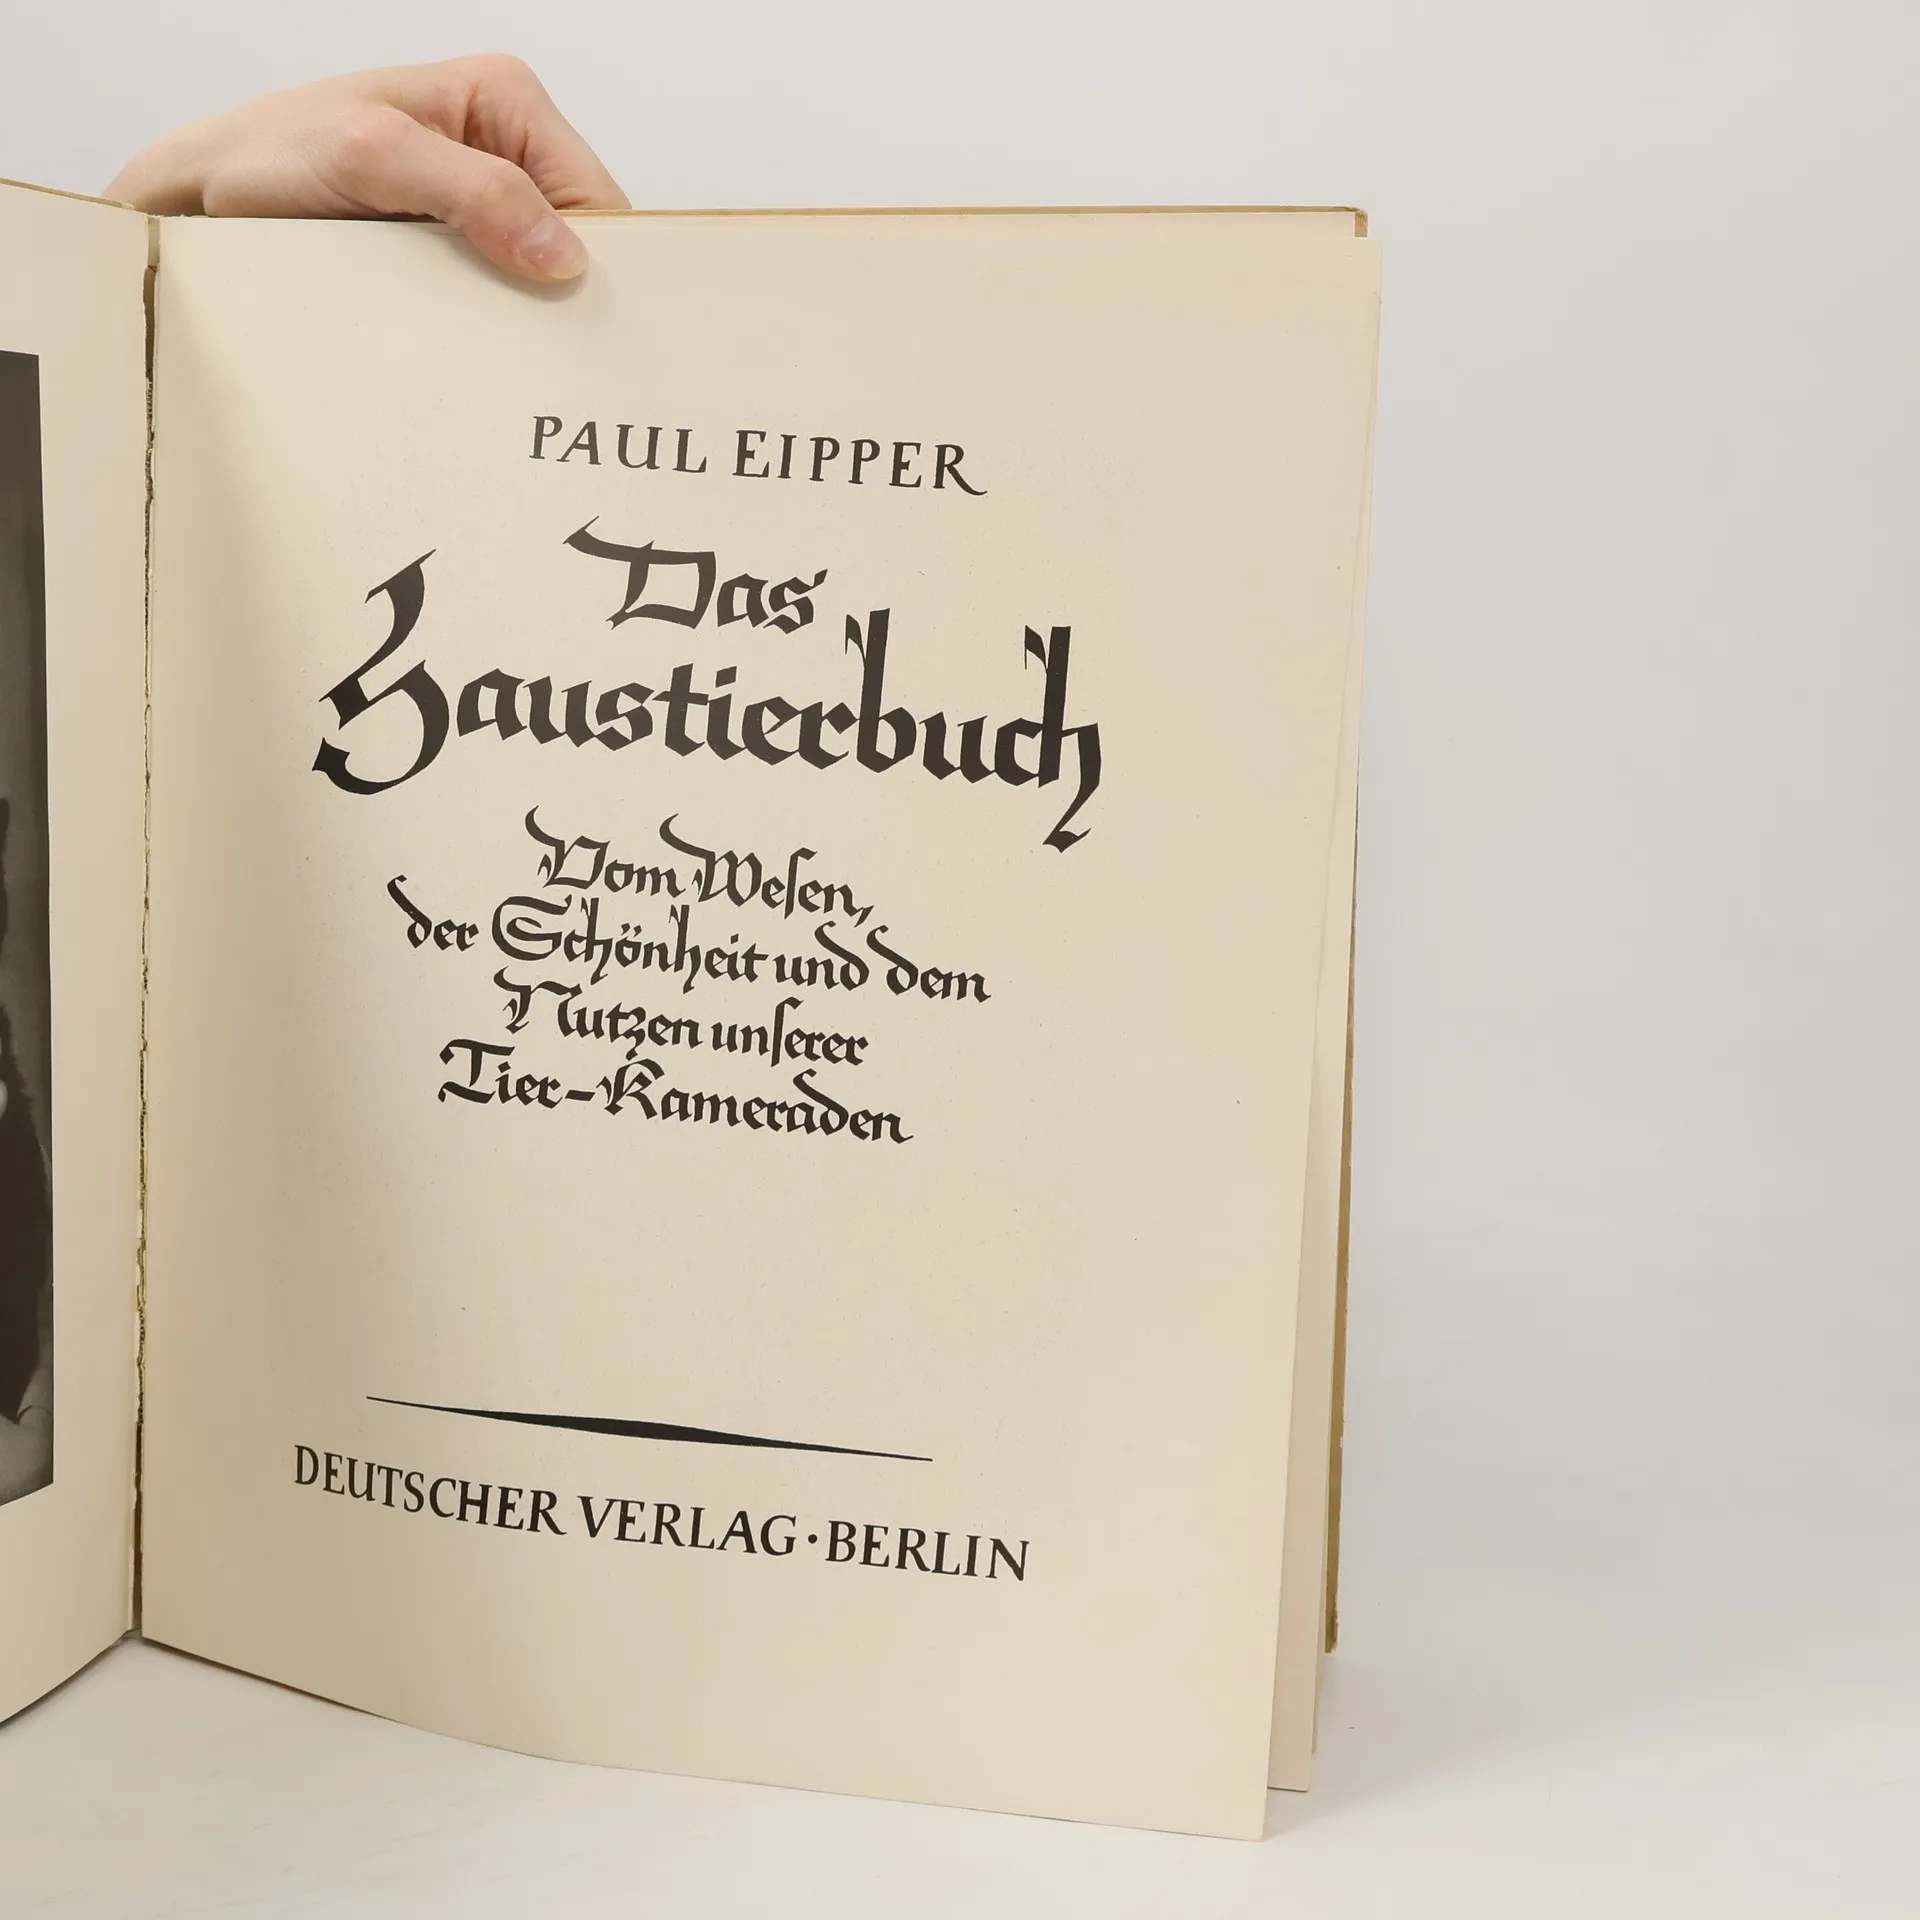 PAUL EIPPER
Das
Haustierbuch
Vom Weſen,
der Schönheit und dem
Nutzen unſerer
Tier-Kameraden
DEUTSCHER VERLAG · BERLIN